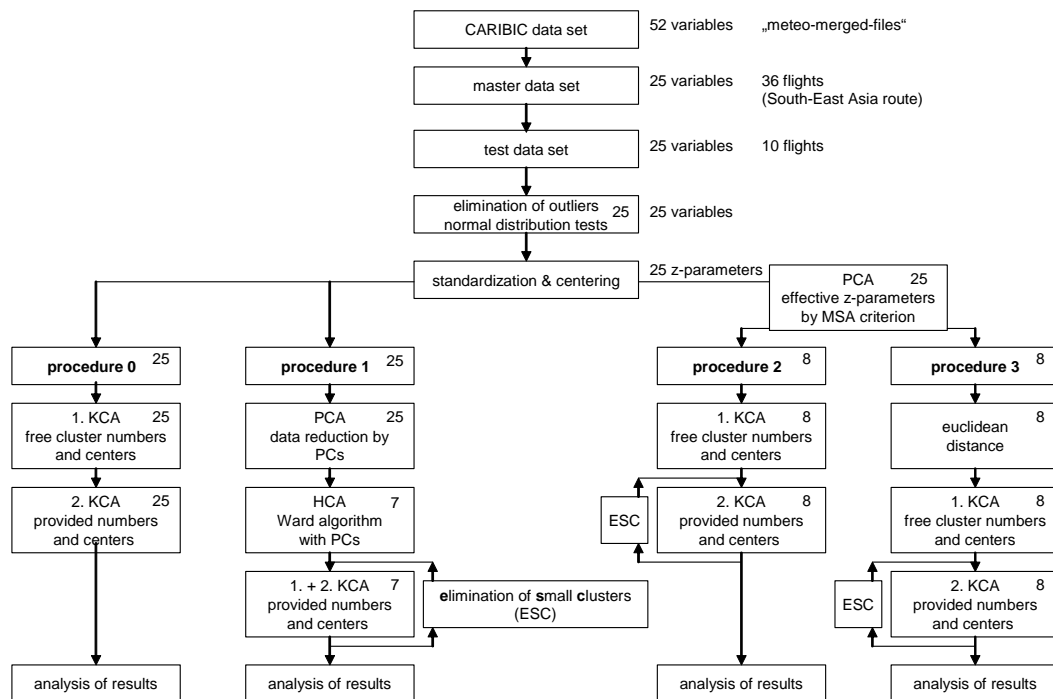 CARIBIC data set
52 variables
„meteo-merged-files“
master data set
25 variables
36 flights
(South-East Asia route)
test data set
25 variables
10 flights
elimination of outliers
normal distribution tests
25
25 variables
standardization & centering
25 z-parameters
PCA
25
effective z-parameters
by MSA criterion
procedure 0
25
procedure 1
25
procedure 2
8
procedure 3
8
1. KCA
25
free cluster numbers
and centers
PCA
25
data reduction by
PCs
1. KCA
8
free cluster numbers
and centers
8
euclidean
distance
2. KCA
25
provided numbers
and centers
HCA
7
Ward algorithm
with PCs
ESC
2. KCA
8
provided numbers
and centers
1. KCA
8
free cluster numbers
and centers
1. + 2. KCA
7
provided numbers
and centers
elimination of small clusters
(ESC)
ESC
2. KCA
8
provided numbers
and centers
analysis of results
analysis of results
analysis of results
analysis of results